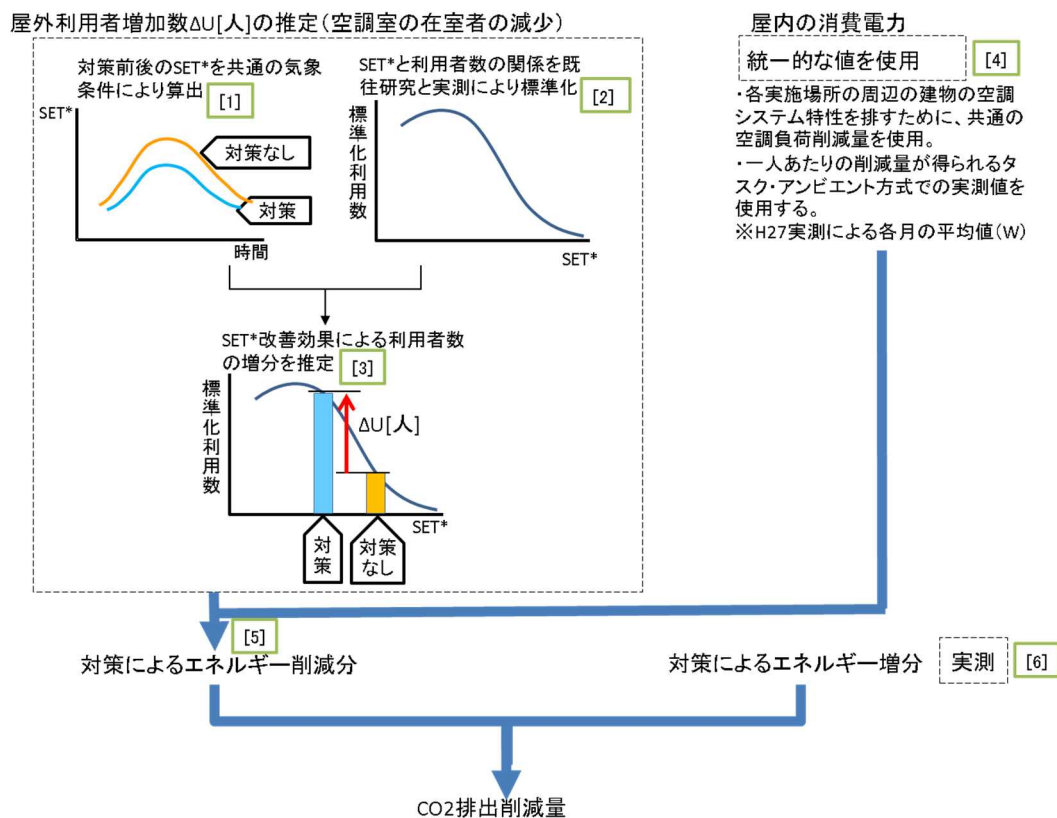 屋外利用者増加数ΔU[人]の推定(空調室の在室者の減少)
対策前後のSET*を共通の気象
条件により算出
[1]
SET*
対策なし
対策
時間
SET*と利用者数の関係を既
往研究と実測により標準化
[2]
標準化利用数
SET*
SET*改善効果による利用者数
の増分を推定
[3]
標準化利用数
ΔU[人]
SET*
対策
対策
なし
屋内の消費電力
統一的な値を使用
[4]
・各実施場所の周辺の建物の空調
システム特性を排すために、共通の
空調負荷削減量を使用。
・一人あたりの削減量が得られるタ
スク・アンビエント方式での実測値を
使用する。
※H27実測による各月の平均値(W)
[5]
対策によるエネルギー削減分
対策によるエネルギー増分
実測
[6]
CO2排出削減量